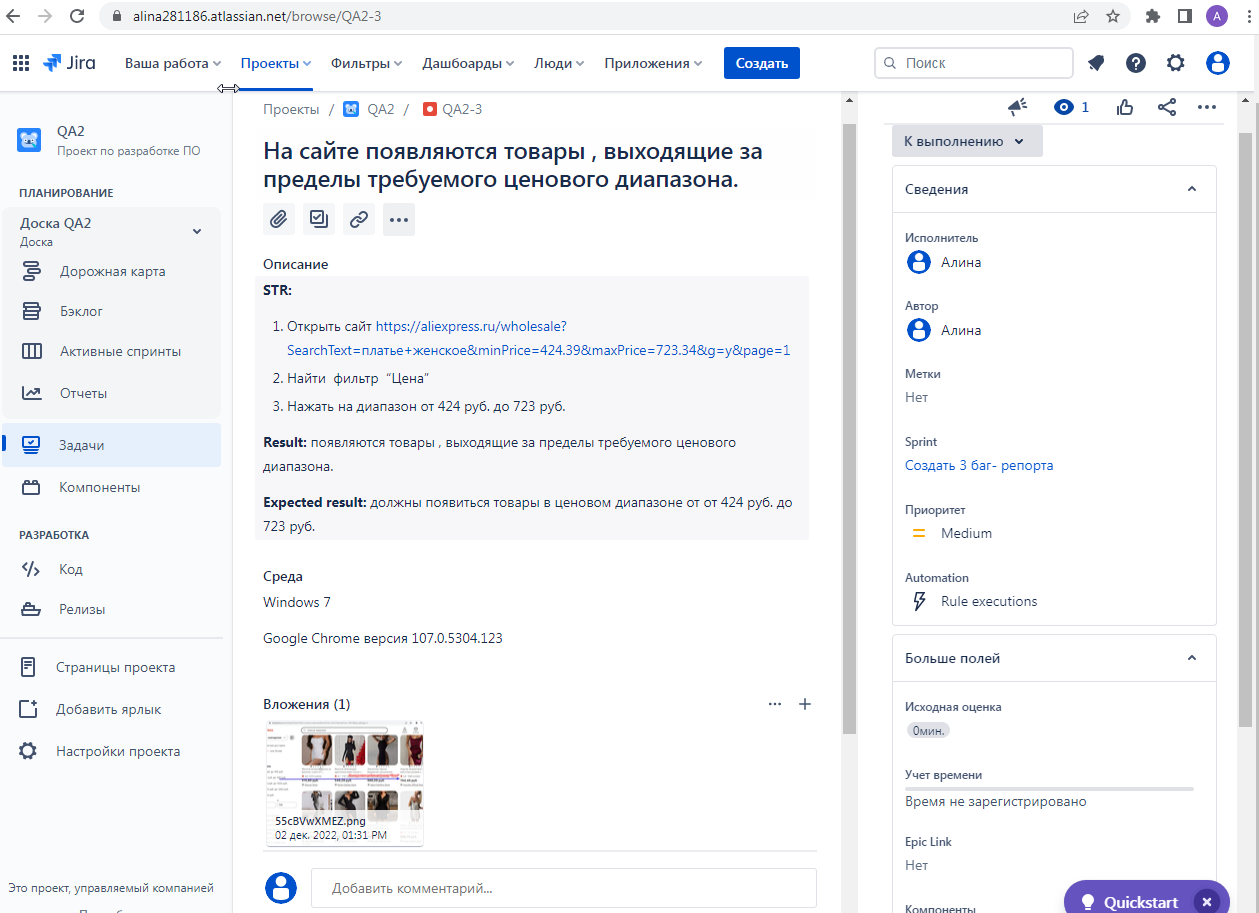 alina281186.atlassian.net/browse/QA2-3
A
Jira
Ваша работа
Проекты
Фильтры
Дашбоарды
Люди
Приложения
Создать
Поиск
QA2
Проект по разработке ПО
ПЛАНИРОВАНИЕ
Доска QA2
Доска
Дорожная карта
Бэклог
Активные спринты
Отчеты
Задачи
Компоненты
РАЗРАБОТКА
Код
Релизы
Страницы проекта
Добавить ярлык
Настройки проекта
Это проект, управляемый компанией
Проекты / QA2 / QA2-3
На сайте появляются товары , выходящие за
пределы требуемого ценового диапазона.
Описание
STR:
1. Открыть сайт https://aliexpress.ru/wholesale?
SearchText=платье+женское&minPrice=424.39&maxPrice=723.34&g=y&page=1
2. Найти фильтр “Цена”
3. Нажать на диапазон от 424 руб. до 723 руб.
Result: появляются товары , выходящие за пределы требуемого ценового
диапазона.
Expected result: должны появиться товары в ценовом диапазоне от от 424 руб. до
723 руб.
Среда
Windows 7
Google Chrome версия 107.0.5304.123
Вложения (1)
55cBVwXMEZ.png
02 дек. 2022, 01:31 PM
Добавить комментарий...
1
К выполнению
Сведения
Исполнитель
Алина
Автор
Алина
Метки
Нет
Sprint
Создать 3 баг- репорта
Приоритет
Medium
Automation
Rule executions
Больше полей
Исходная оценка
0мин.
Учет времени
Время не зарегистрировано
Epic Link
Нет
Компоненты
Quickstart